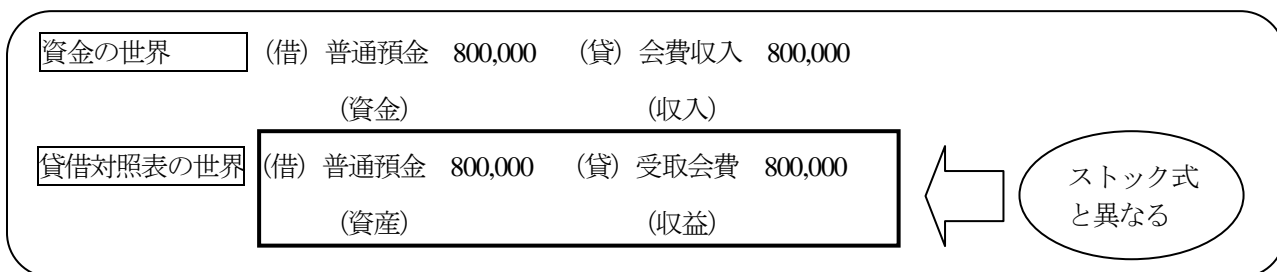 資金の世界 (借) 普通預金 800,000 (貸) 会費収入 800,000
(資金) (収入)
貸借対照表の世界 (借) 普通預金 800,000 (貸) 受取会費 800,000
(資産) (収益)
ストック式
と異なる